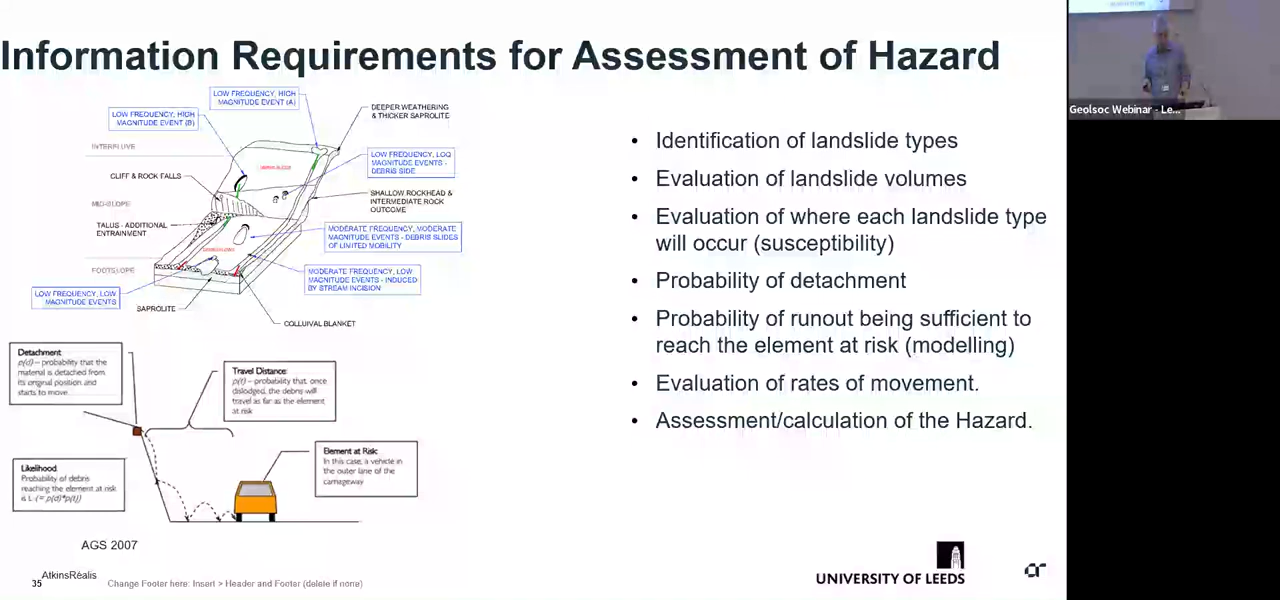 Information Requirements for Assessment of Hazard
LOW FREQUENCY, HIGH
MAGNITUDE EVENT (A)
LOW FREQUENCY, HIGH
MAGNITUDE EVENT (B)
DEEPER WEATHERING
& THICKER SAPROLITE
INTERFLUVE
LOW FREQUENCY, LOQ
MAGNITUDE EVENTS -
DEBRIS SIDE
CLIFF & ROCK FALLS
MID-SLOPE
SHALLOW ROCKHEAD &
INTERMEDIATE ROCK
OUTCOME
TALUS - ADDITIONAL
ENTRAINMENT
MODERATE FREQUENCY, MODERATE
MAGNITUDE EVENTS - DEBRIS SLIDES
OF LIMITED MOBILITY
FOOTSLOPE
MODERATE FREQUENCY, LOW
MAGNITUDE EVENTS - INDUCED
BY STREAM INCISION
LOW FREQUENCY, LOW
MAGNITUDE EVENTS
SAPROLITE
COLLUIVAL BLANKET
Detachment
p(d) – probability that the
material is detached from
its original position and
starts to move
Travel Distance:
p(t) – probability that, once
dislodged, the debris will
travel as far as the element
at risk
Element at Risk:
In this case, a vehicle in
the outer lane of the
carriageway
Likelihood
Probability of debris
reaching the element at risk
is L (= p(d)*p(t))
AGS 2007
• Identification of landslide types
• Evaluation of landslide volumes
• Evaluation of where each landslide type
will occur (susceptibility)
• Probability of detachment
• Probability of runout being sufficient to
reach the element at risk (modelling)
• Evaluation of rates of movement.
• Assessment/calculation of the Hazard.
AtkinsRéalis
35
Change Footer here: Insert > Header and Footer (delete if none)
UNIVERSITY OF LEEDS
Geolsoc Webinar - Le...